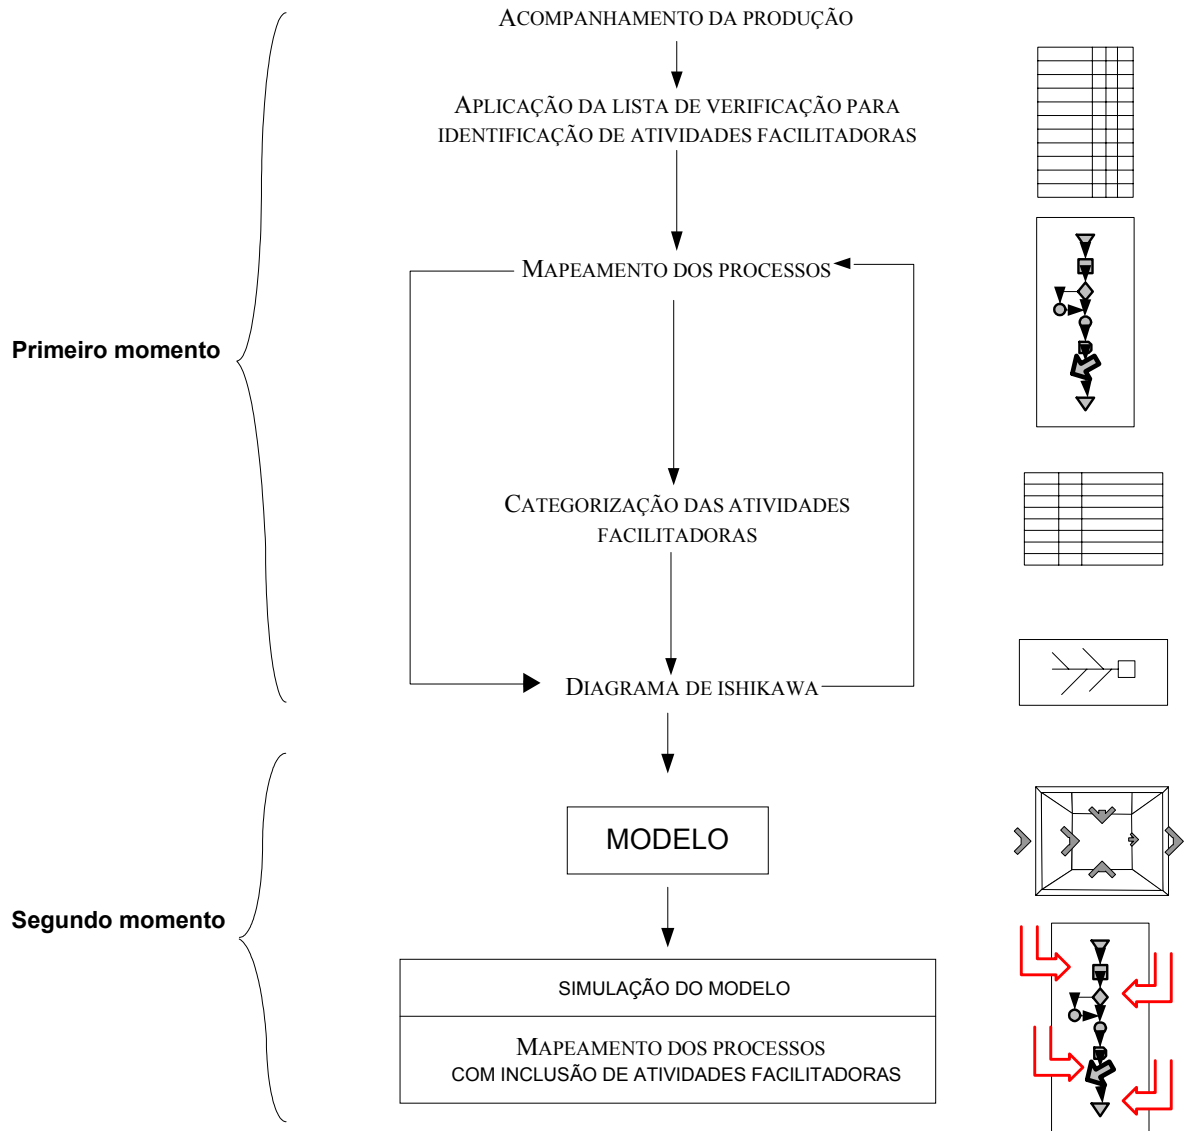 ACOMPANHAMENTO DA PRODUÇÃO
APLICAÇÃO DA LISTA DE VERIFICAÇÃO PARA
IDENTIFICAÇÃO DE ATIVIDADES FACILITADORAS
MAPEAMENTO DOS PROCESSOS
Primeiro momento
CATEGORIZAÇÃO DAS ATIVIDADES
FACILITADORAS
DIAGRAMA DE ISHIKAWA
MODELO
Segundo momento
SIMULAÇÃO DO MODELO
MAPEAMENTO DOS PROCESSOS
COM INCLUSÃO DE ATIVIDADES FACILITADORAS